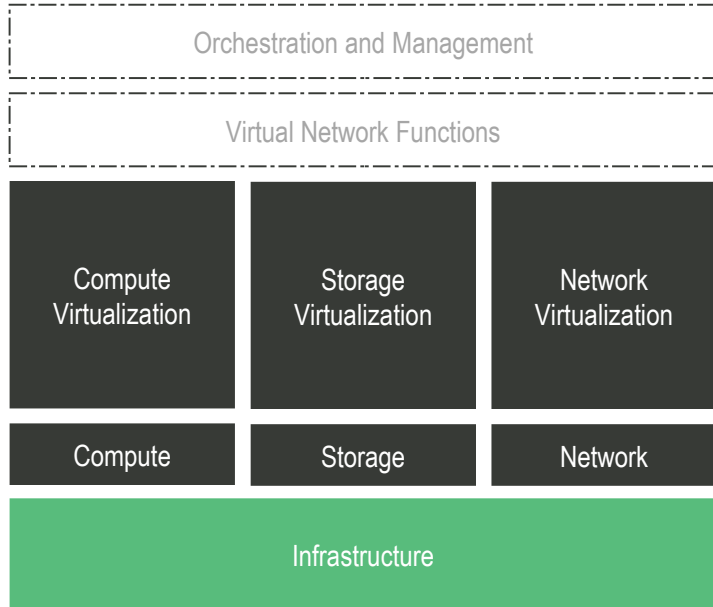 Orchestration and Management
Virtual Network Functions
Compute
Virtualization
Storage
Virtualization
Network
Virtualization
Compute
Storage
Network
Infrastructure